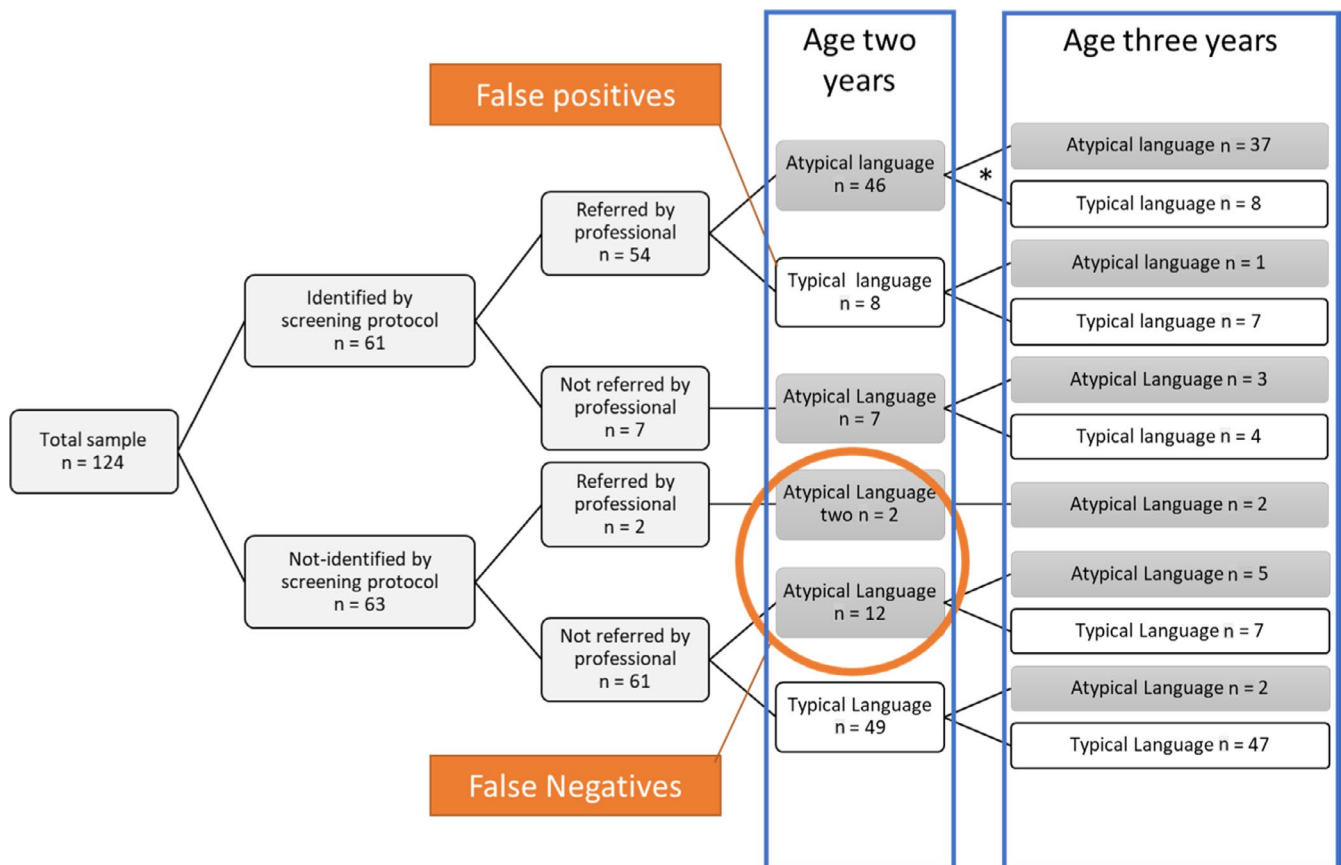 Age two
years
Age three years
False positives
Atypical language
n = 46
*
Atypical language n = 37
Typical language n = 8
Referred by
professional
n = 54
Typical  language
n = 8
Atypical language n = 1
Typical language n = 7
Identified by
screening protocol
n = 61
Not referred by
professional
n = 7
Atypical Language
n = 7
Atypical Language n = 3
Typical language n = 4
Total sample
n = 124
Referred by
professional
n = 2
Atypical Language
two n = 2
Atypical Language n = 2
Not-identified by
screening protocol
n = 63
Atypical Language
n = 12
Atypical Language n = 5
Typical Language n = 7
Not referred by
professional
n = 61
Typical Language
n = 49
Atypical Language n = 2
Typical Language n = 47
False Negatives